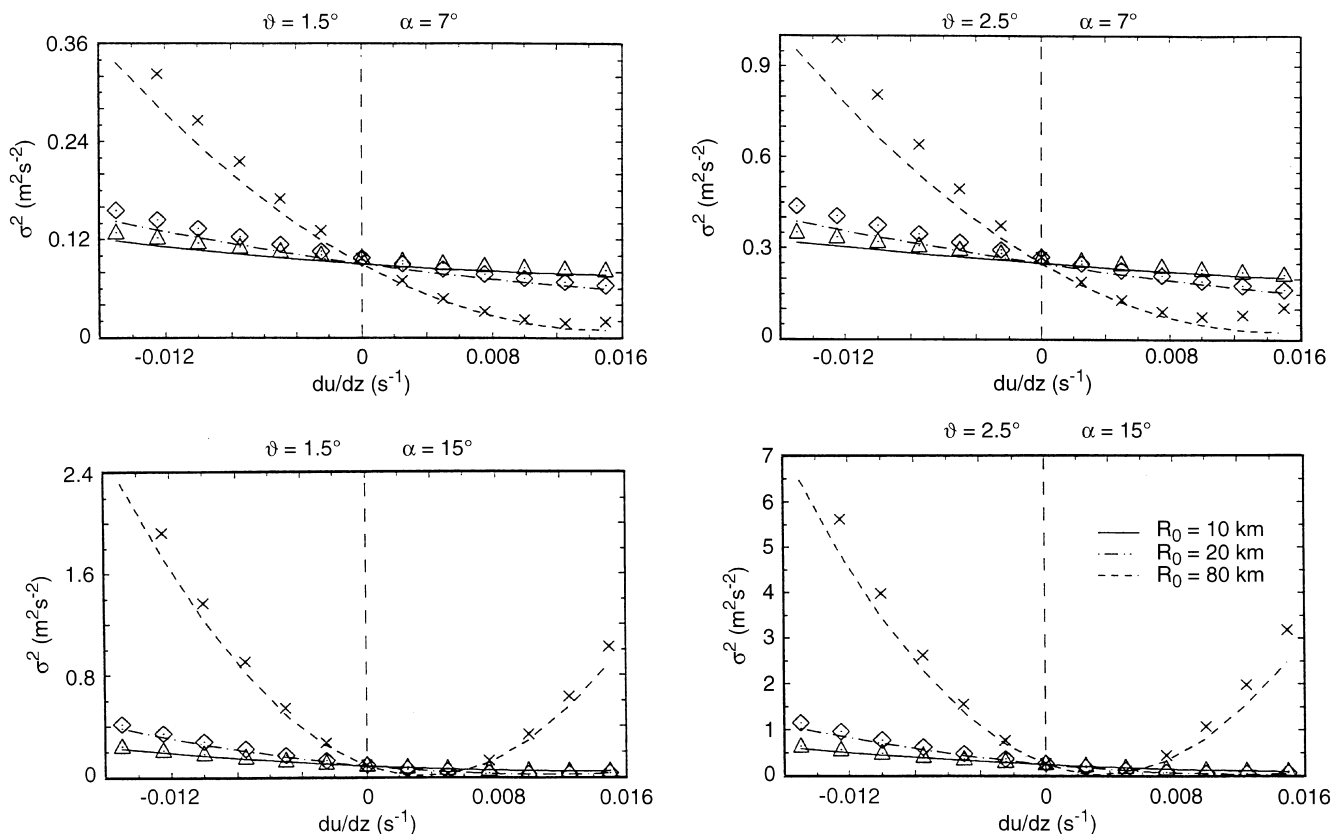 ϑ = 1.5° α = 7°
0.36
0.24
0.12
0
σ² (m²s⁻²)
-0.012 0 0.008 0.016
du/dz (s⁻¹)
ϑ = 2.5° α = 7°
0.9
0.6
0.3
0
σ² (m²s⁻²)
-0.012 0 0.008 0.016
du/dz (s⁻¹)
ϑ = 1.5° α = 15°
2.4
1.6
0.8
0
σ² (m²s⁻²)
-0.012 0 0.008 0.016
du/dz (s⁻¹)
ϑ = 2.5° α = 15°
7
6
5
4
3
2
1
0
σ² (m²s⁻²)
R₀ = 10 km
R₀ = 20 km
R₀ = 80 km
-0.012 0 0.008 0.016
du/dz (s⁻¹)